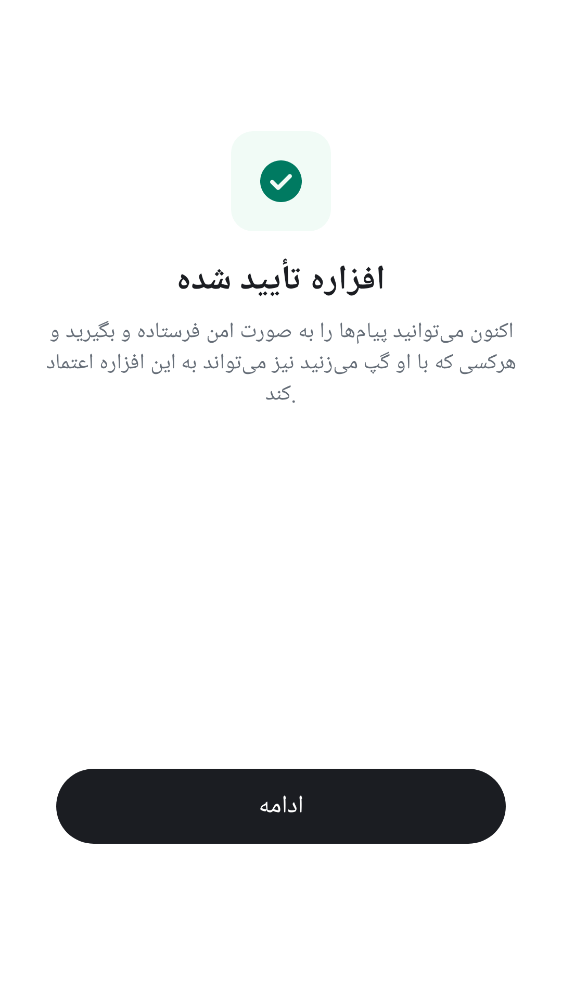 افزاره تأیید شده
اکنون می‌توانید پیام‌ها را به صورت امن فرستاده و بگیرید و
هرکسی که با او گپ می‌زنید نیز می‌تواند به این افزاره اعتماد
کند.
ادامه